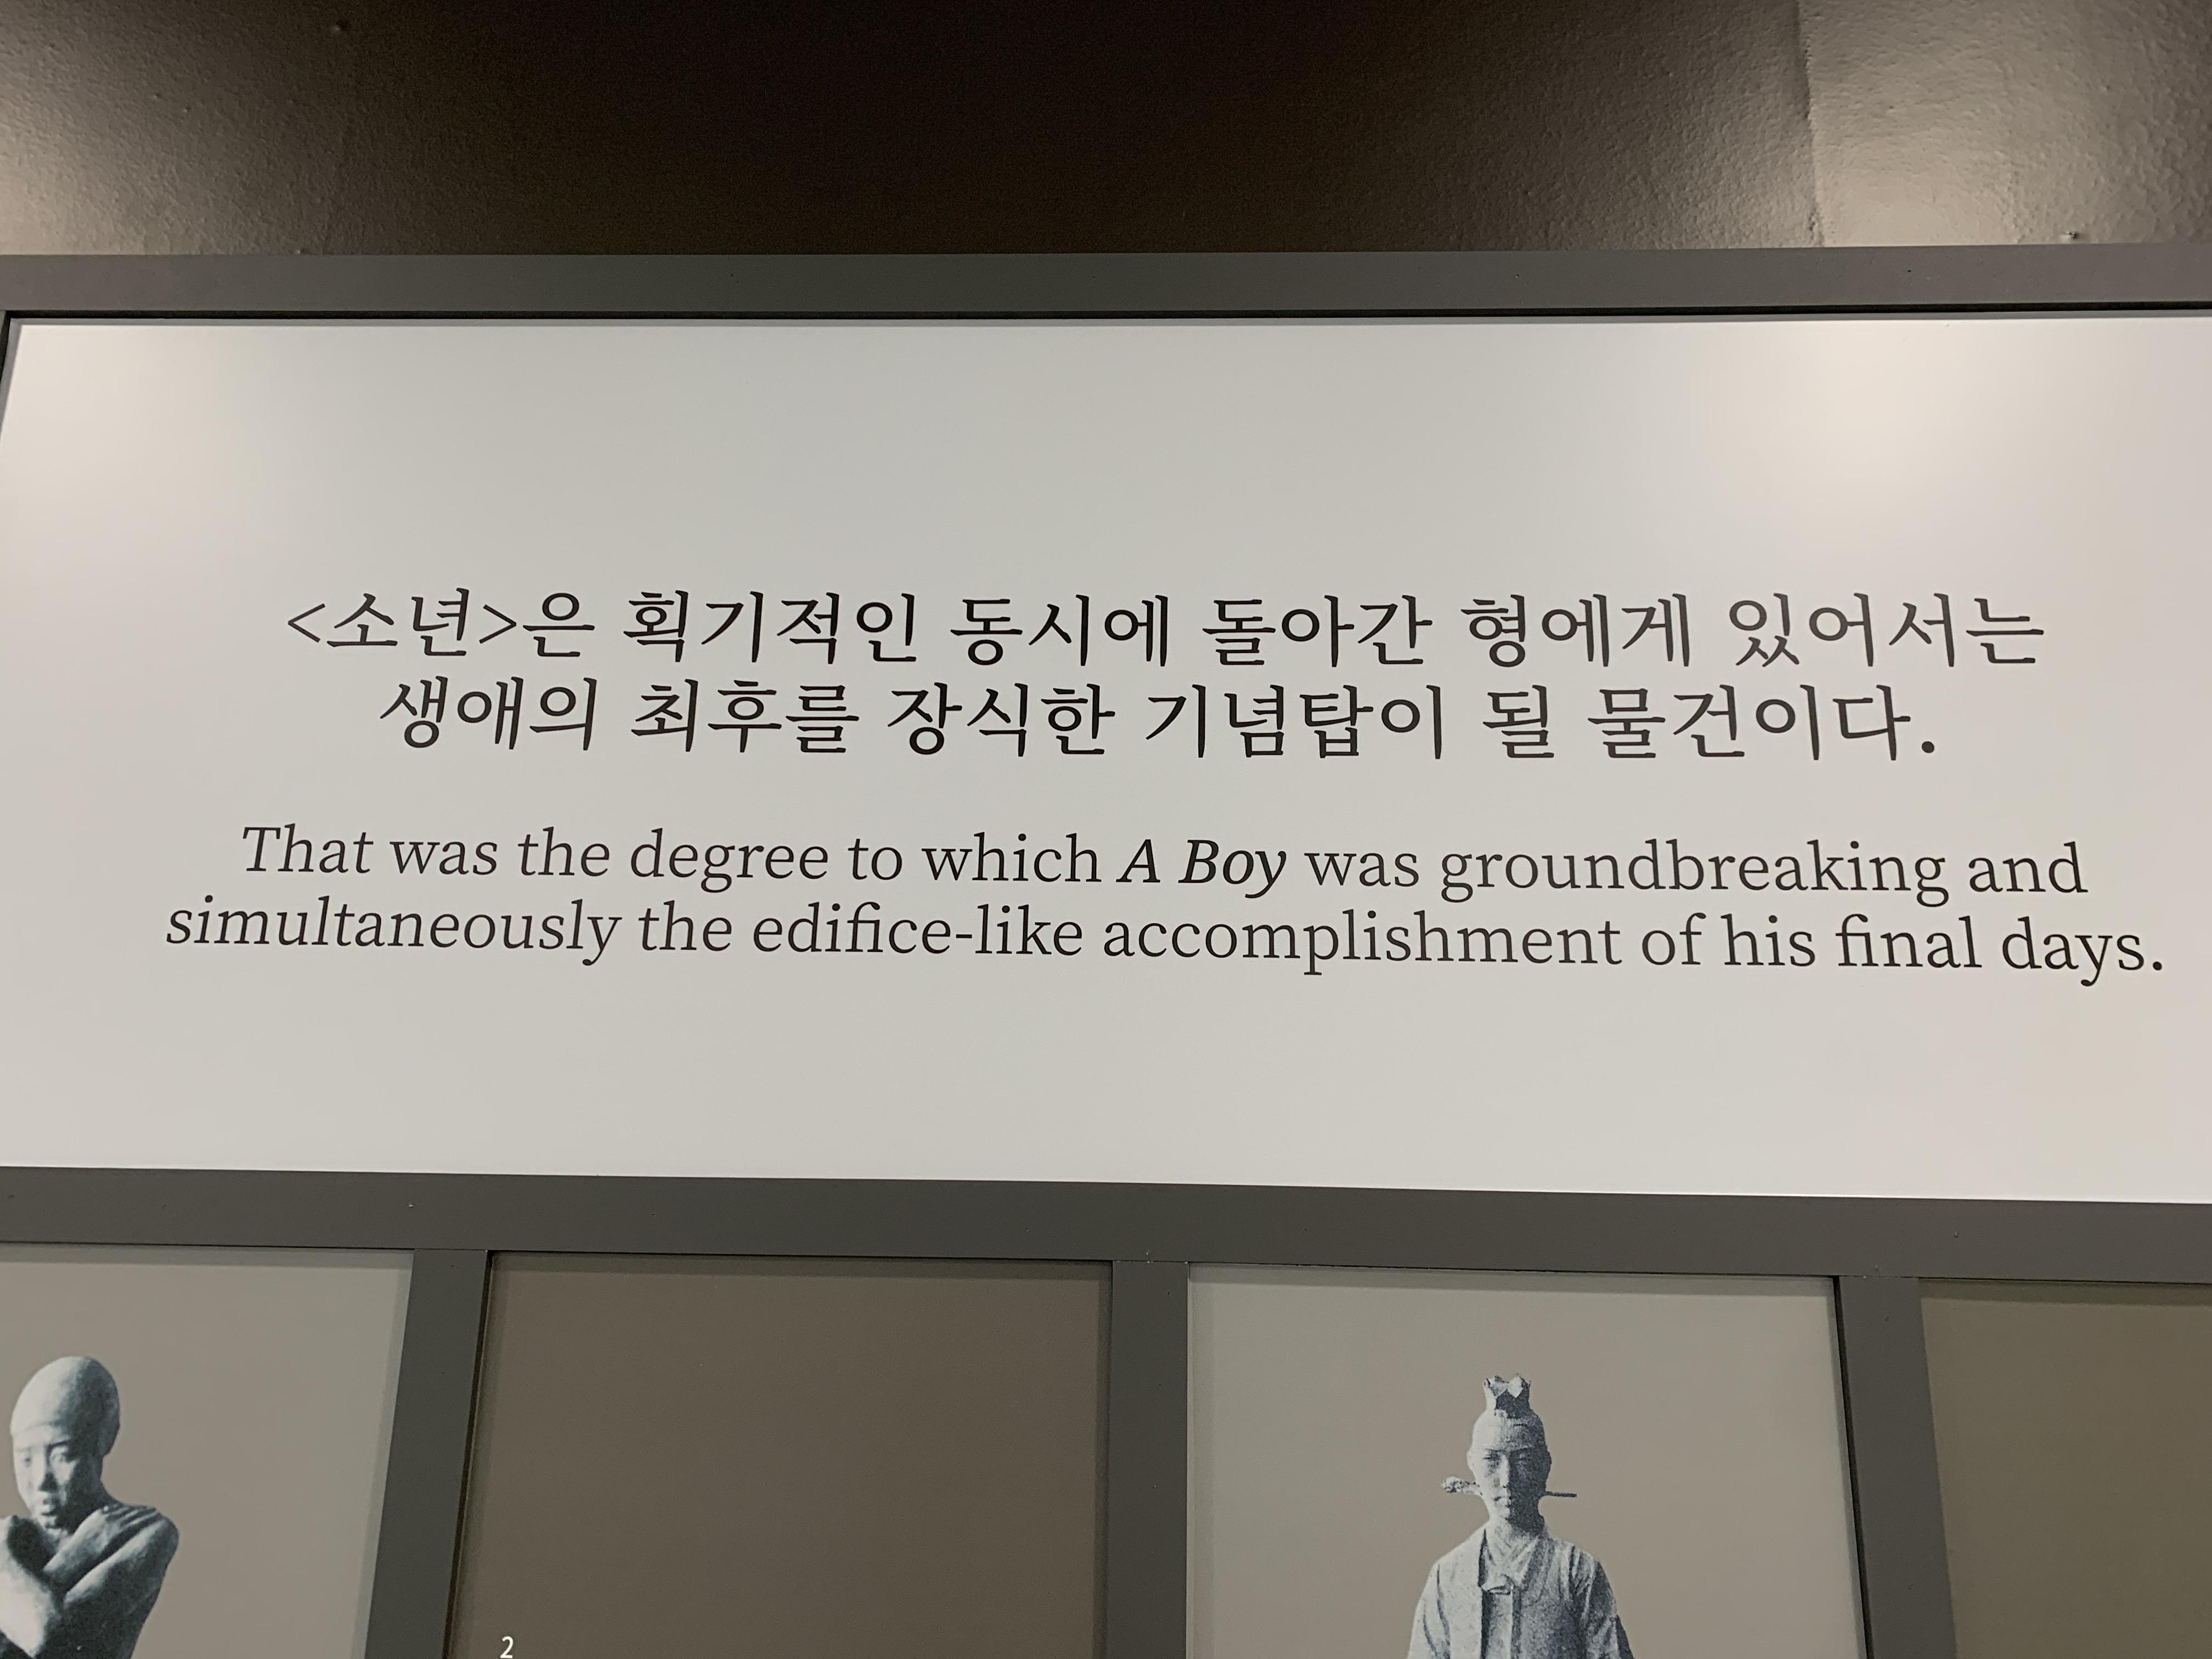 <소년>은 획기적인 동시에 돌아간 형에게 있어서는
생애의 최후를 장식한 기념탑이 될 물건이다.
That was the degree to which A Boy was groundbreaking and
simultaneously the edifice-like accomplishment of his final days.
2